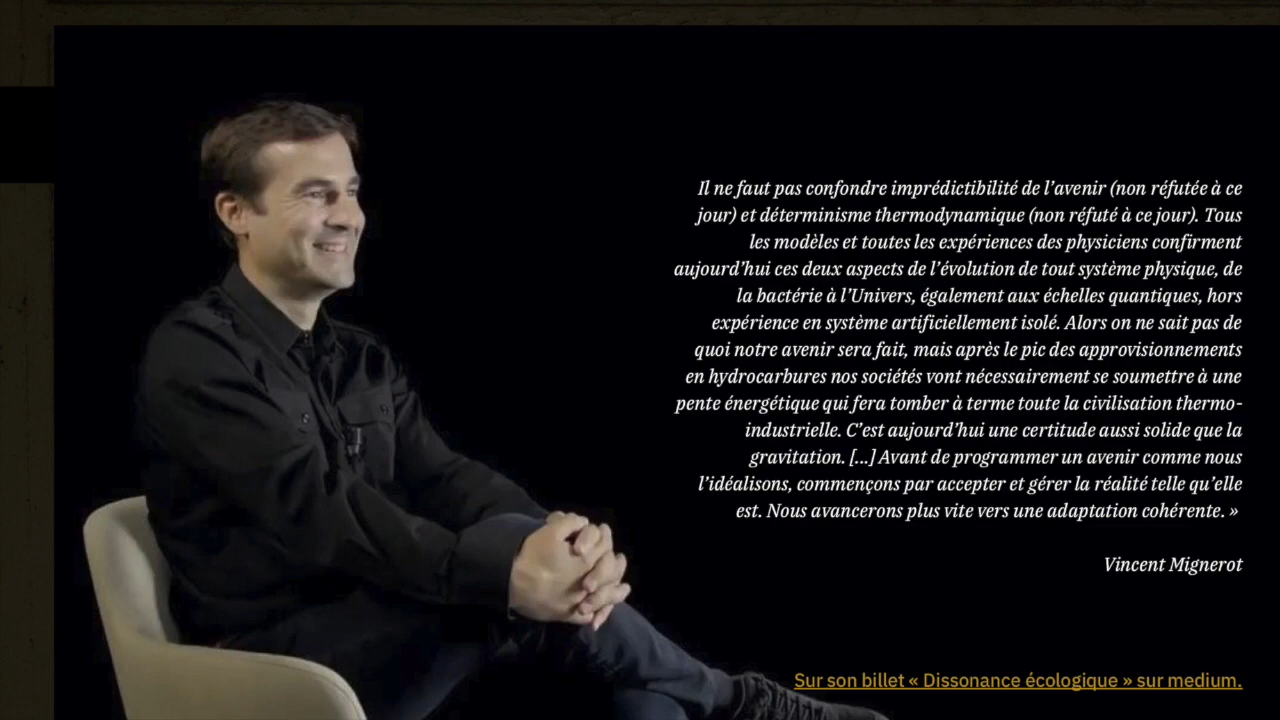 Il ne faut pas confondre imprédictibilité de l’avenir (non réfutée à ce
jour) et déterminisme thermodynamique (non réfuté à ce jour). Tous
les modèles et toutes les expériences des physiciens confirment
aujourd’hui ces deux aspects de l’évolution de tout système physique, de
la bactérie à l’Univers, également aux échelles quantiques, hors
expérience en système artificiellement isolé. Alors on ne sait pas de
quoi notre avenir sera fait, mais après le pic des approvisionnements
en hydrocarbures nos sociétés vont nécessairement se soumettre à une
pente énergétique qui fera tomber à terme toute la civilisation thermo-
industrielle. C’est aujourd’hui une certitude aussi solide que la
gravitation. [...] Avant de programmer un avenir comme nous
l’idéalisons, commençons par accepter et gérer la réalité telle qu’elle
est. Nous avancerons plus vite vers une adaptation cohérente. »
Vincent Mignerot
Sur son billet « Dissonance écologique » sur medium.